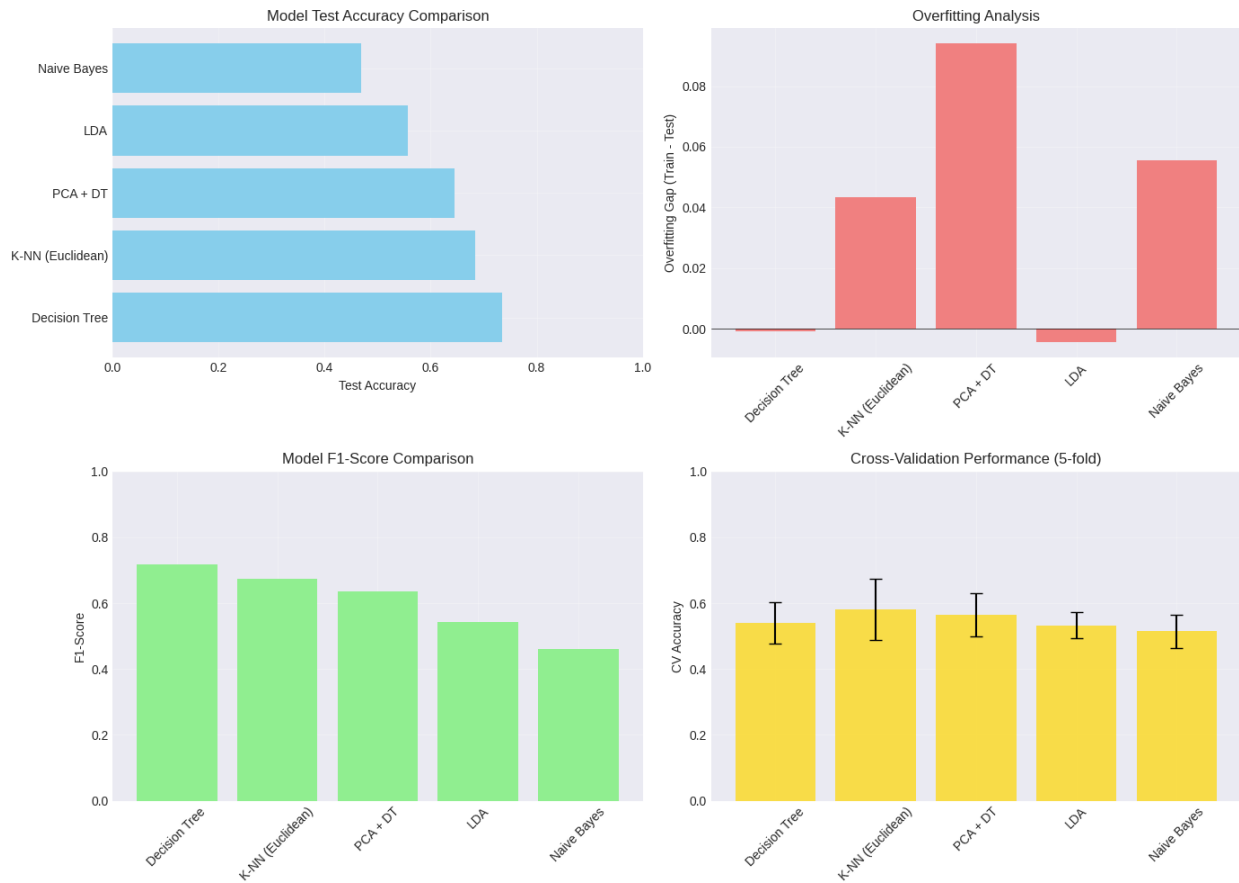 Model Test Accuracy Comparison
Naive Bayes
LDA
PCA + DT
K-NN (Euclidean)
Decision Tree
0.0
0.2
0.4
0.6
0.8
1.0
Test Accuracy
Overfitting Analysis
Overfitting Gap (Train - Test)
0.08
0.06
0.04
0.02
0.00
Decision Tree
K-NN (Euclidean)
PCA + DT
LDA
Naive Bayes
Model F1-Score Comparison
F1-Score
1.0
0.8
0.6
0.4
0.2
0.0
Decision Tree
K-NN (Euclidean)
PCA + DT
LDA
Naive Bayes
Cross-Validation Performance (5-fold)
CV Accuracy
1.0
0.8
0.6
0.4
0.2
0.0
Decision Tree
K-NN (Euclidean)
PCA + DT
LDA
Naive Bayes